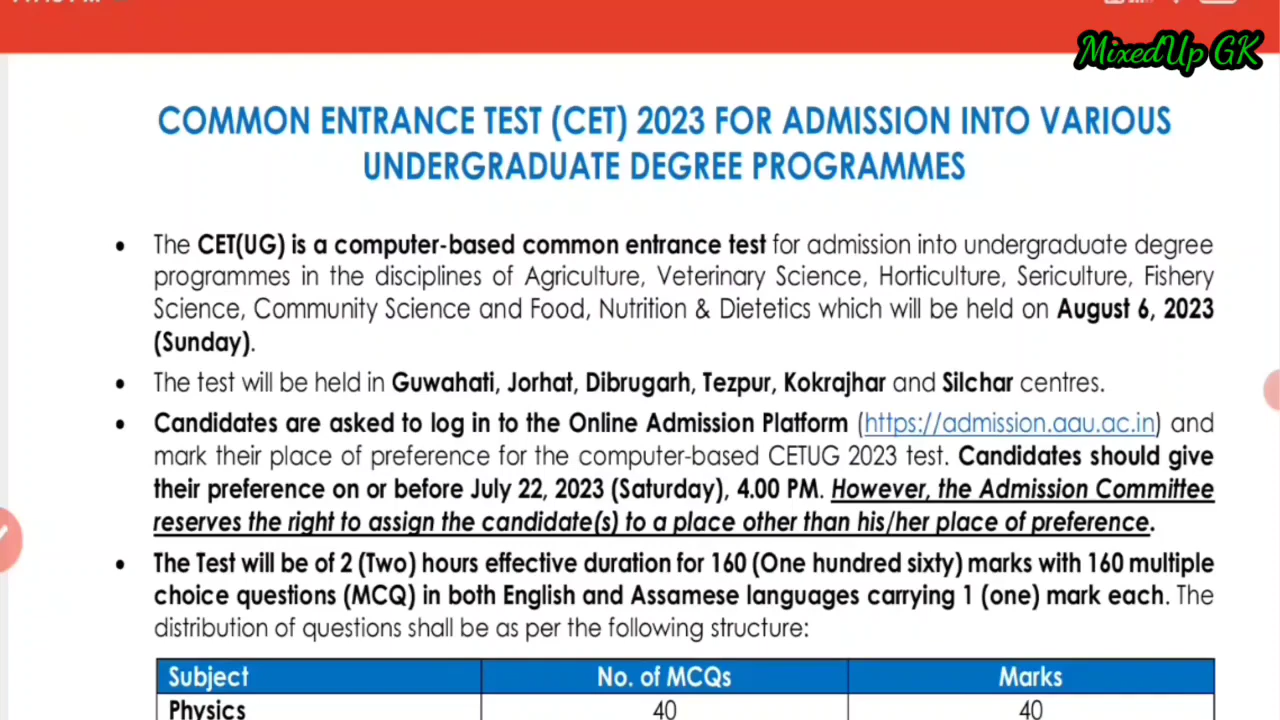 MixedUp GK
COMMON ENTRANCE TEST (CET) 2023 FOR ADMISSION INTO VARIOUS
UNDERGRADUATE DEGREE PROGRAMMES
• The CET(UG) is a computer-based common entrance test for admission into undergraduate degree
programmes in the disciplines of Agriculture, Veterinary Science, Horticulture, Sericulture, Fishery
Science, Community Science and Food, Nutrition & Dietetics which will be held on August 6, 2023
(Sunday).
• The test will be held in Guwahati, Jorhat, Dibrugarh, Tezpur, Kokrajhar and Silchar centres.
• Candidates are asked to log in to the Online Admission Platform (https://admission.aau.ac.in) and
mark their place of preference for the computer-based CETUG 2023 test. Candidates should give
their preference on or before July 22, 2023 (Saturday), 4.00 PM. However, the Admission Committee
reserves the right to assign the candidate(s) to a place other than his/her place of preference.
• The Test will be of 2 (Two) hours effective duration for 160 (One hundred sixty) marks with 160 multiple
choice questions (MCQ) in both English and Assamese languages carrying 1 (one) mark each. The
distribution of questions shall be as per the following structure:
Subject No. of MCQs Marks
Physics 40 40